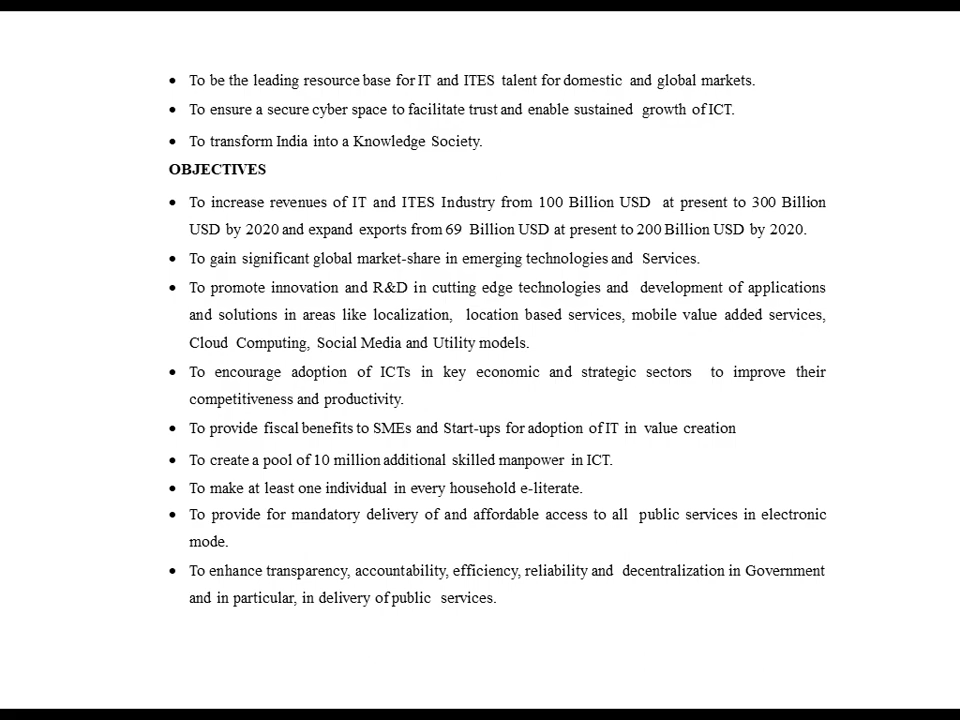 • To be the leading resource base for IT and ITES talent for domestic and global markets.
• To ensure a secure cyber space to facilitate trust and enable sustained growth of ICT.
• To transform India into a Knowledge Society.
OBJECTIVES
• To increase revenues of IT and ITES Industry from 100 Billion USD at present to 300 Billion
USD by 2020 and expand exports from 69 Billion USD at present to 200 Billion USD by 2020.
• To gain significant global market-share in emerging technologies and Services.
• To promote innovation and R&D in cutting edge technologies and development of applications
and solutions in areas like localization, location based services, mobile value added services,
Cloud Computing, Social Media and Utility models.
• To encourage adoption of ICTs in key economic and strategic sectors to improve their
competitiveness and productivity.
• To provide fiscal benefits to SMEs and Start-ups for adoption of IT in value creation
• To create a pool of 10 million additional skilled manpower in ICT.
• To make at least one individual in every household e-literate.
• To provide for mandatory delivery of and affordable access to all public services in electronic
mode.
• To enhance transparency, accountability, efficiency, reliability and decentralization in Government
and in particular, in delivery of public services.